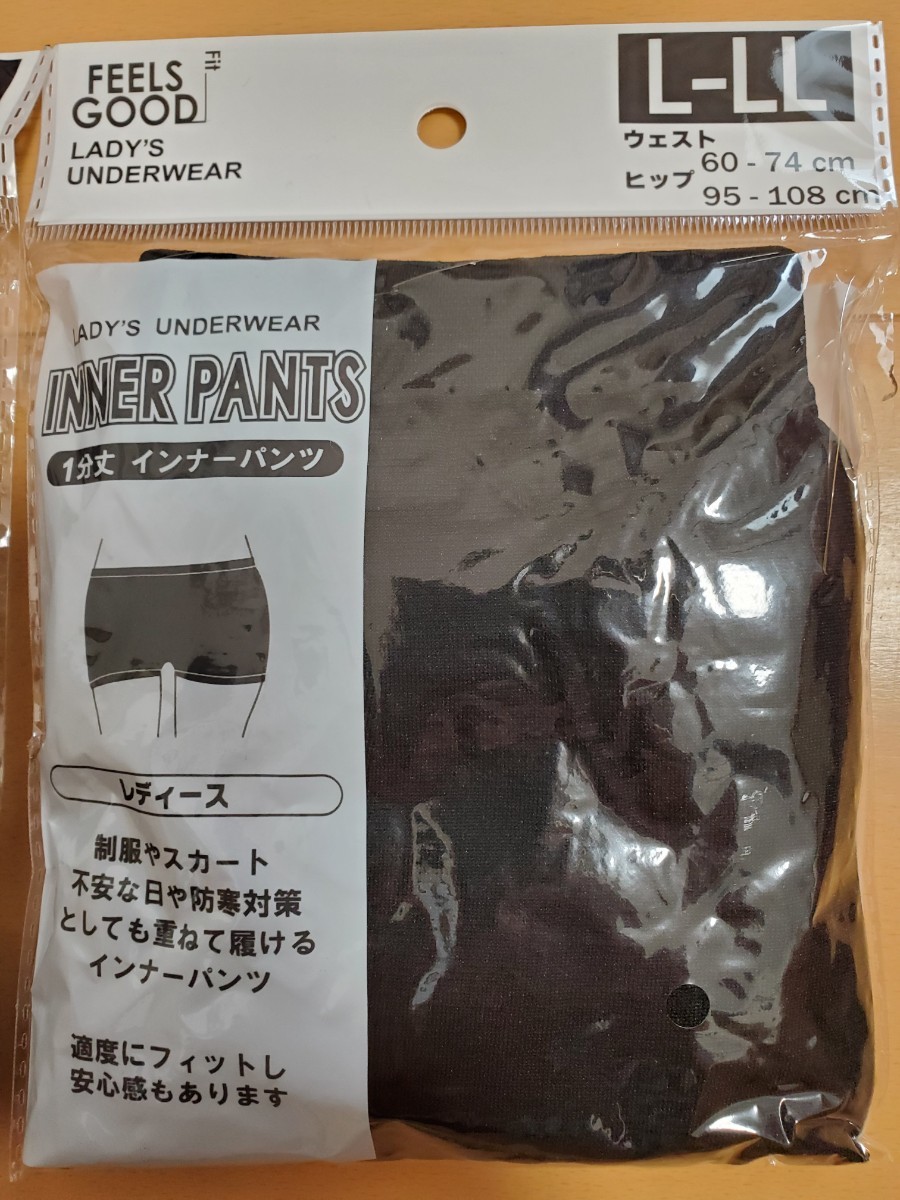 FEELS
GOOD
Fit
LADY'S
UNDERWEAR
L-LL
ウェスト
60 - 74 cm
ヒップ
95 - 108 cm
LADY'S UNDERWEAR
INNER PANTS
1分丈 インナーパンツ
レディース
制服やスカート
不安な日や防寒対策
としても重ねて履ける
インナーパンツ
適度にフィットし
安心感もあります